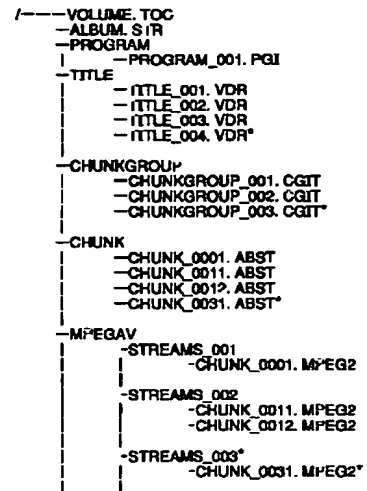 /----VOLUME.TOC
-ALBUM.STR
-PROGRAM
-PROGRAM_001.PGI
-TITLE
-TITLE_001.VDR
-TITLE_002.VDR
-TITLE_003.VDR
-TITLE_004.VDR*
-CHUNKGROUP
-CHUNKGROUP_001.CGIT
-CHUNKGROUP_002.CGIT
-CHUNKGROUP_003.CGIT*
-CHUNK
-CHUNK_0001.ABST
-CHUNK_0011.ABST
-CHUNK_0012.ABST
-CHUNK_0031.ABST*
-MPEGAV
-STREAMS_001
-CHUNK_0001.MPEG2
-STREAMS_002
-CHUNK_0011.MPEG2
-CHUNK_0012.MPEG2
-STREAMS_003*
-CHUNK_0031.MPEG2*